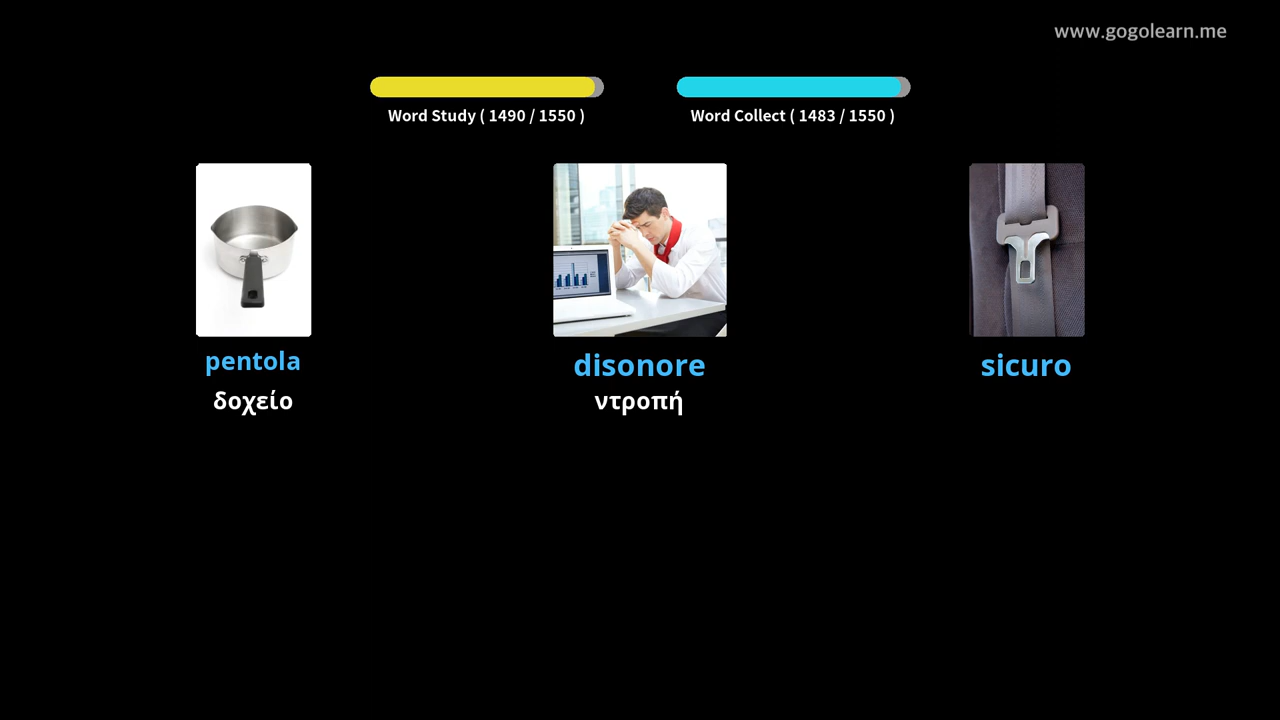 www.gogolearn.me
Word Study ( 1490 / 1550 )
Word Collect ( 1483 / 1550 )
pentola
disonore
sicuro
δοχείο
ντροπή